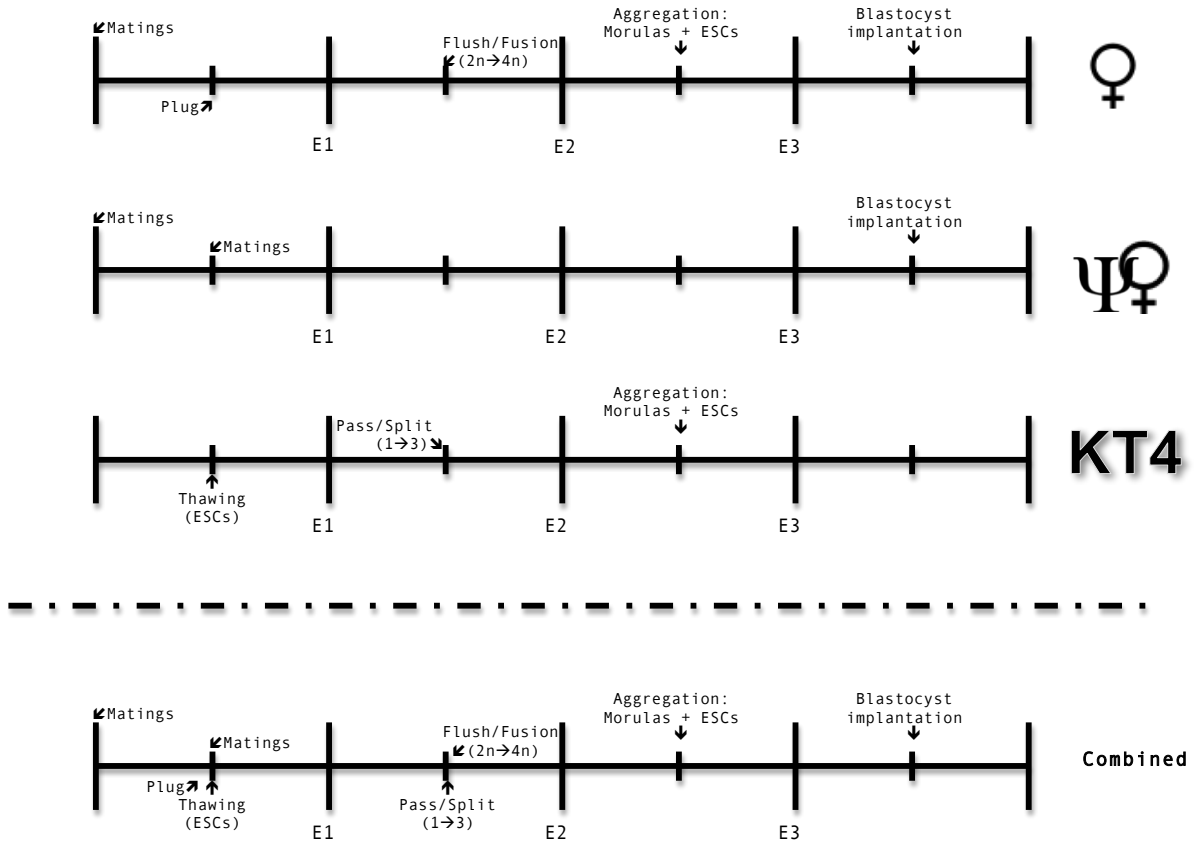 Matings
Plug
Flush/Fusion
(2n→4n)
Aggregation:
Morulas + ESCs
Blastocyst
implantation
E1
E2
E3
♀
Matings
Matings
Blastocyst
implantation
E1
E2
E3
Ψ♀
Pass/Split
(1→3)
Aggregation:
Morulas + ESCs
Thawing
(ESCs)
E1
E2
E3
KT4
Matings
Matings
Plug
Thawing
(ESCs)
Flush/Fusion
(2n→4n)
Pass/Split
(1→3)
Aggregation:
Morulas + ESCs
Blastocyst
implantation
E1
E2
E3
Combined